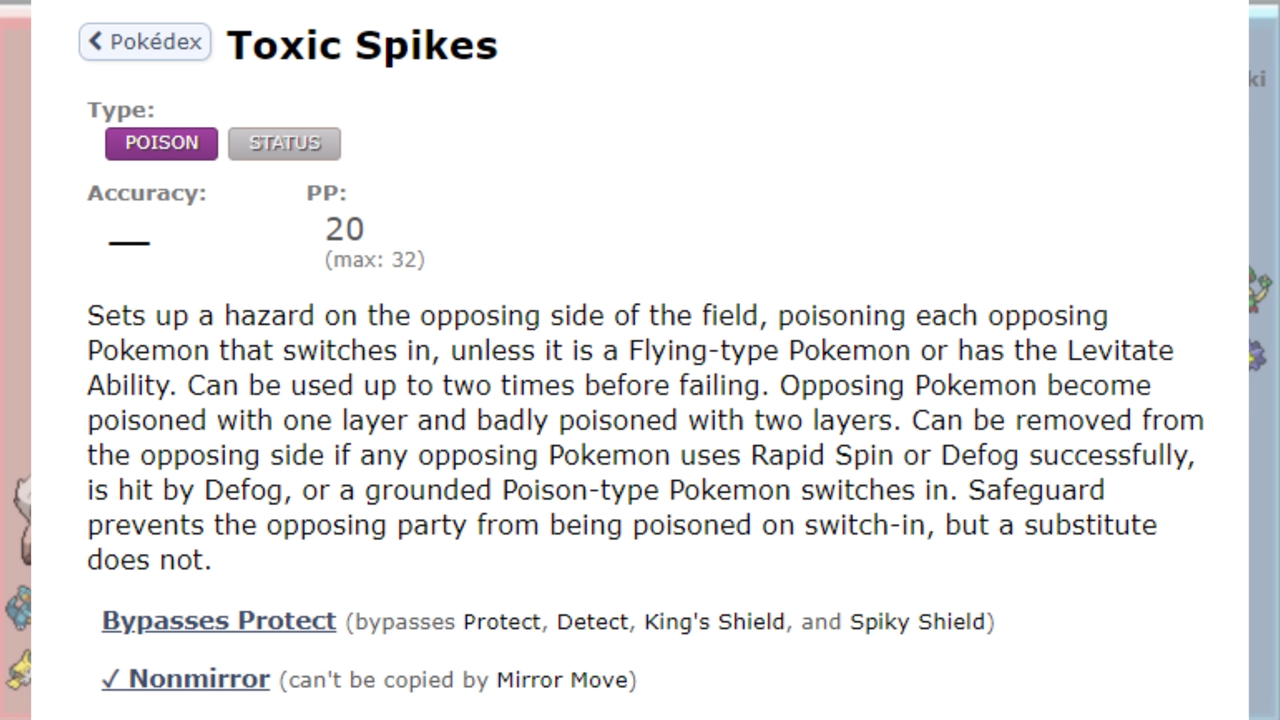 Pokédex Toxic Spikes
ki
Type:
POISON STATUS
Accuracy: PP:
— 20
(max: 32)
Sets up a hazard on the opposing side of the field, poisoning each opposing
Pokemon that switches in, unless it is a Flying-type Pokemon or has the Levitate
Ability. Can be used up to two times before failing. Opposing Pokemon become
poisoned with one layer and badly poisoned with two layers. Can be removed from
the opposing side if any opposing Pokemon uses Rapid Spin or Defog successfully,
is hit by Defog, or a grounded Poison-type Pokemon switches in. Safeguard
prevents the opposing party from being poisoned on switch-in, but a substitute
does not.
Bypasses Protect (bypasses Protect, Detect, King's Shield, and Spiky Shield)
✓ Nonmirror (can't be copied by Mirror Move)